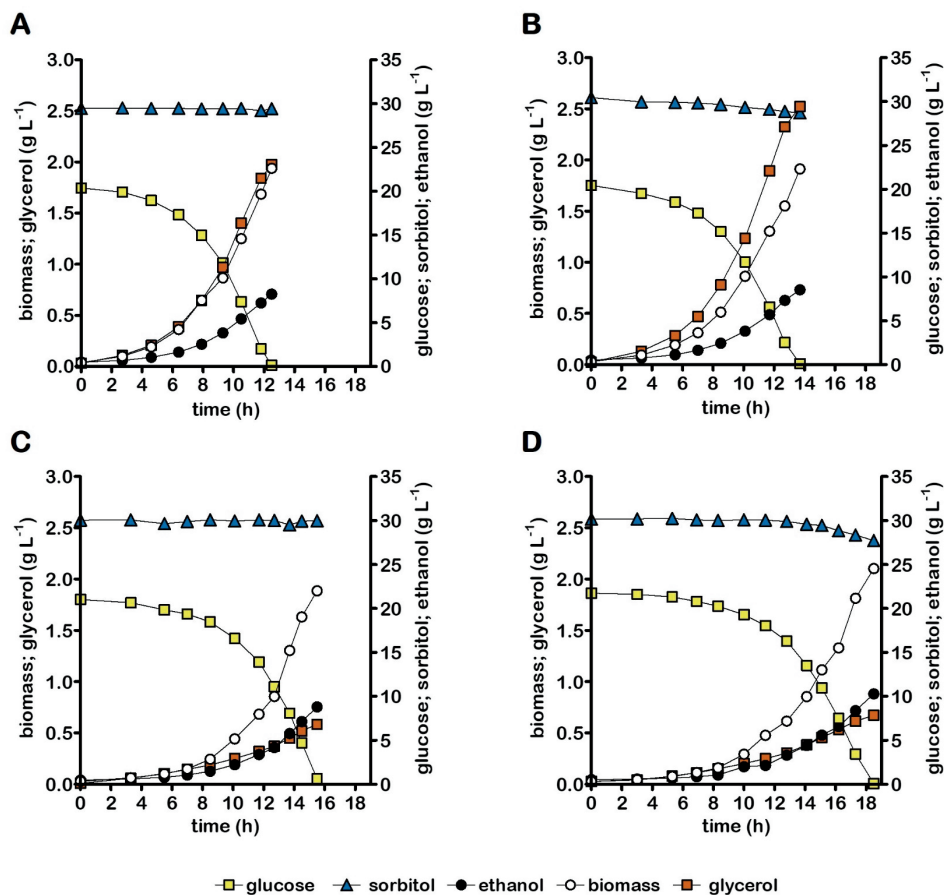 A
B
3.0 35 3.0 35
30 30
2.5 2.5
25 25
2.0 2.0
20 20
1.5 1.5
15 15
1.0 1.0
10 10
0.5 0.5
5 5
0.0 0 0.0 0
0 2 4 6 8 10 12 14 16 18
0 2 4 6 8 10 12 14 16 18
time (h)
time (h)
biomass; glycerol (g L⁻¹)
glucose; sorbitol; ethanol (g L⁻¹)
biomass; glycerol (g L⁻¹)
glucose; sorbitol; ethanol (g L⁻¹)
C
D
3.0 35 3.0 35
30 30
2.5 2.5
25 25
2.0 2.0
20 20
1.5 1.5
15 15
1.0 1.0
10 10
0.5 0.5
5 5
0.0 0 0.0 0
0 2 4 6 8 10 12 14 16 18
0 2 4 6 8 10 12 14 16 18
time (h)
time (h)
biomass; glycerol (g L⁻¹)
glucose; sorbitol; ethanol (g L⁻¹)
biomass; glycerol (g L⁻¹)
glucose; sorbitol; ethanol (g L⁻¹)
glucose sorbitol ethanol biomass glycerol